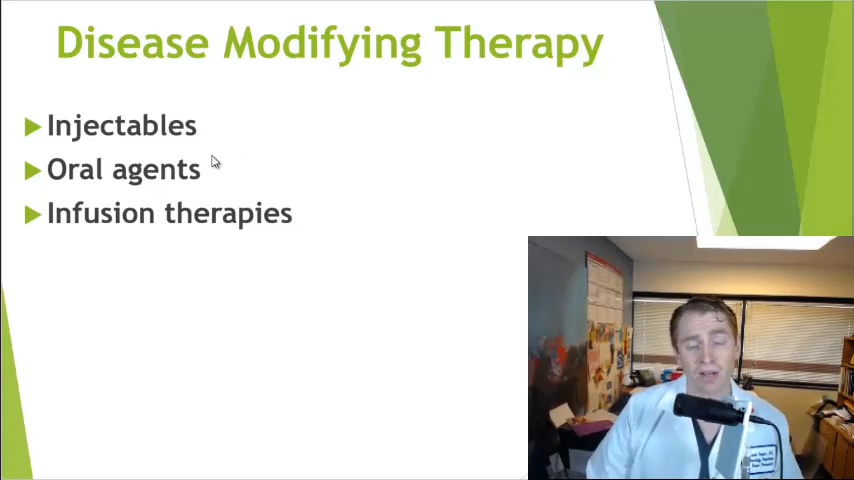 Disease Modifying Therapy
Injectables
Oral agents
Infusion therapies